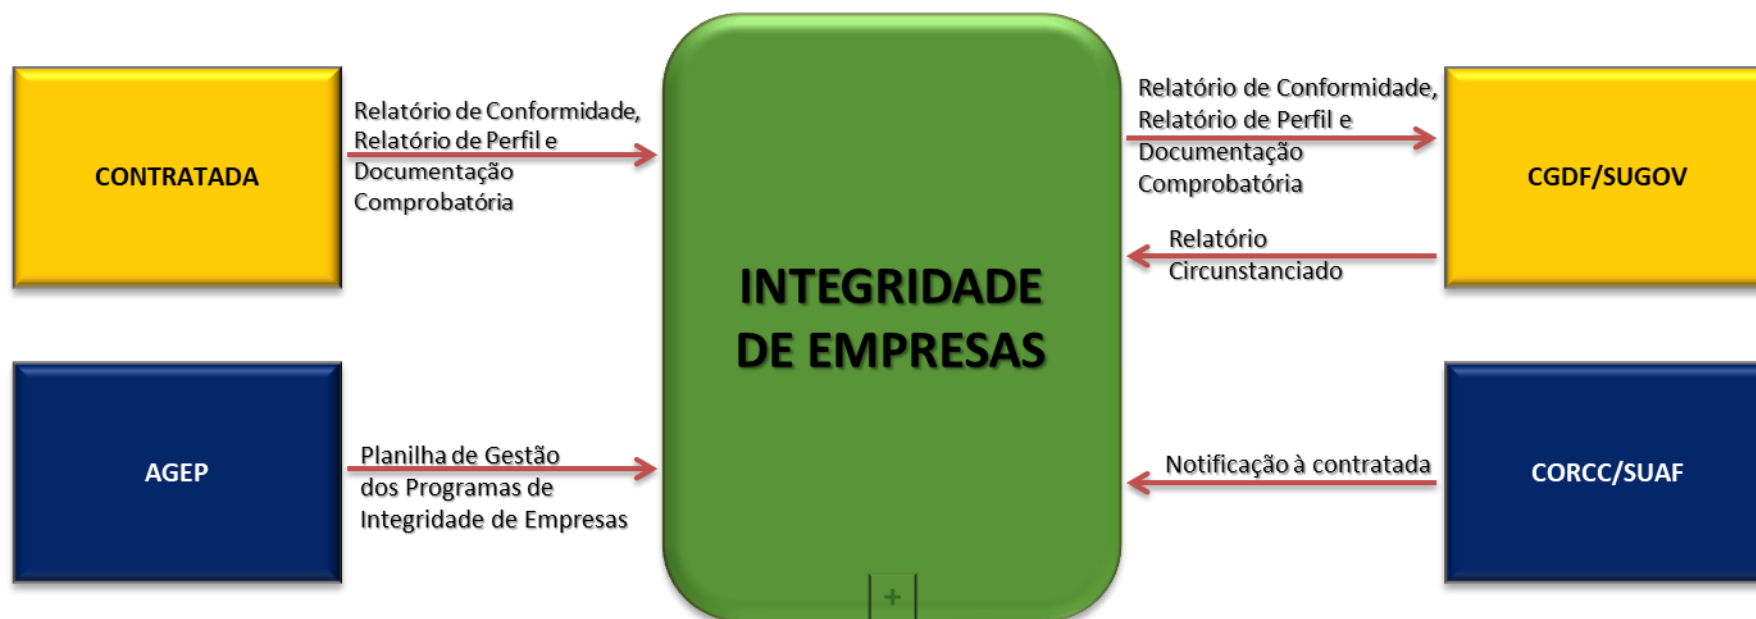 CONTRATADA
Relatório de Conformidade,
Relatório de Perfil e
Documentação
Comprobatória
INTEGRIDADE
DE EMPRESAS
Relatório de Conformidade,
Relatório de Perfil e
Documentação
Comprobatória
Relatório
Circunstanciado
CGDF/SUGOV
AGEP
Planilha de Gestão
dos Programas de
Integridade de Empresas
+
Notificação à contratada
CORCC/SUAF